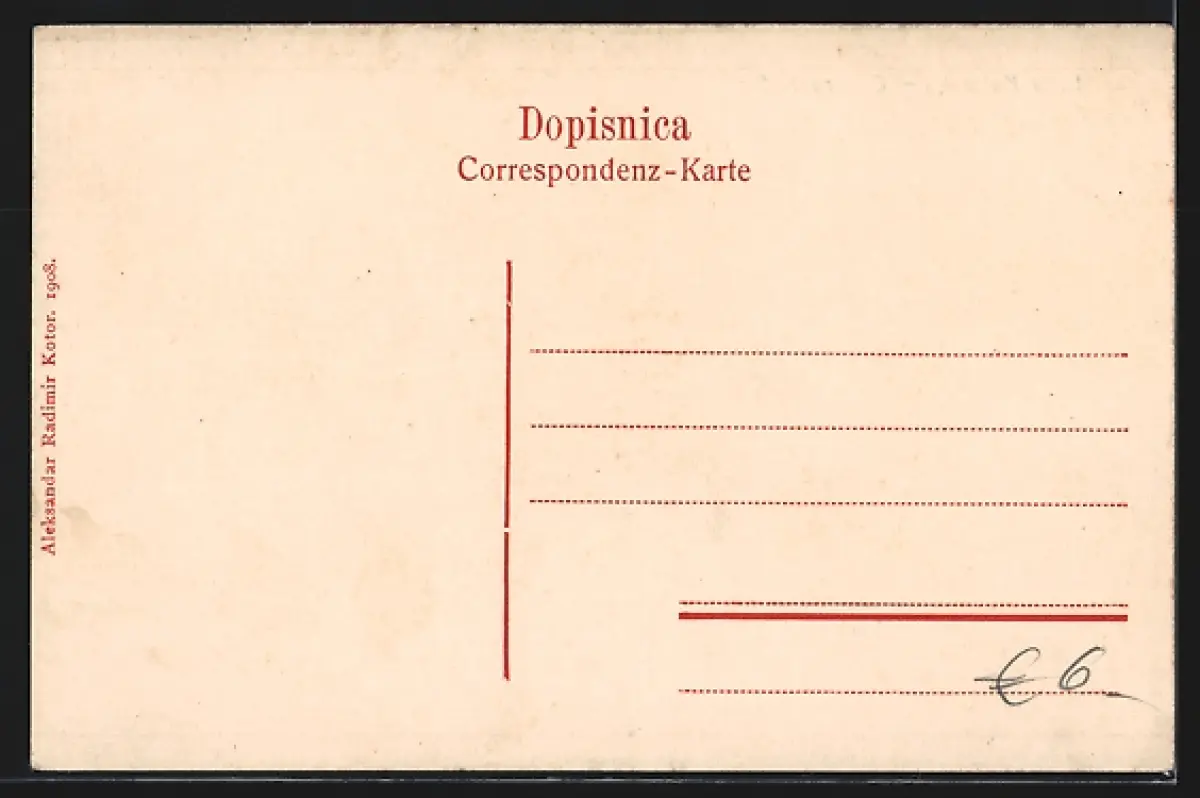 Dopisnica
Correspondenz-Karte
Aleksandar Radimir Kotor. 1908.
€ 6